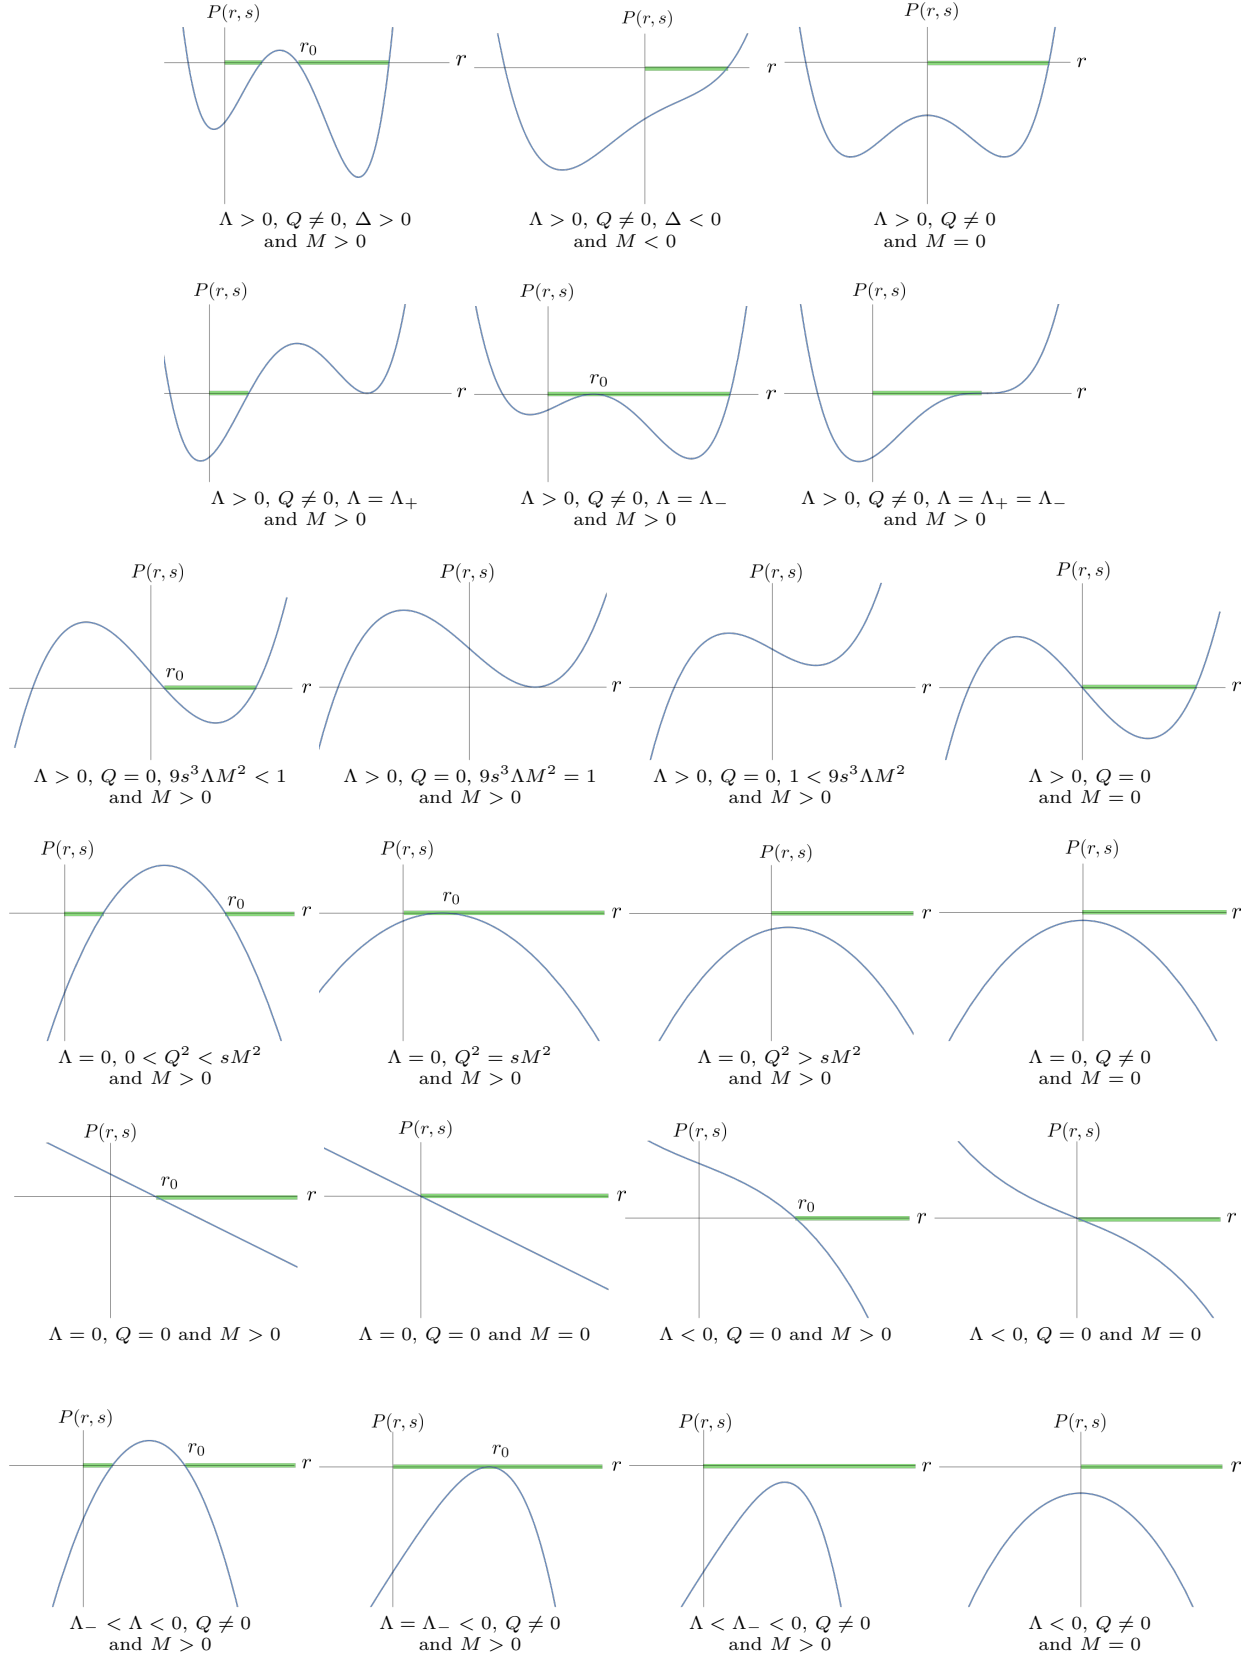 P(r, s)
P(r, s)
P(r, s)
r₀
r
r
r
Λ > 0, Q ≠ 0, Δ > 0
and M > 0
Λ > 0, Q ≠ 0, Δ < 0
and M < 0
Λ > 0, Q ≠ 0
and M = 0
P(r, s)
P(r, s)
P(r, s)
r
r₀
r
r
Λ > 0, Q ≠ 0, Λ = Λ₊
and M > 0
Λ > 0, Q ≠ 0, Λ = Λ₋
and M > 0
Λ > 0, Q ≠ 0, Λ = Λ₊ = Λ₋
and M > 0
P(r, s)
P(r, s)
P(r, s)
P(r, s)
r₀
r
r
r
r
Λ > 0, Q = 0, 9s³ΛM² < 1
and M > 0
Λ > 0, Q = 0, 9s³ΛM² = 1
and M > 0
Λ > 0, Q = 0, 1 < 9s³ΛM²
and M > 0
Λ > 0, Q = 0
and M = 0
P(r, s)
P(r, s)
P(r, s)
P(r, s)
r₀
r
r₀
r
r
r
Λ = 0, 0 < Q² < sM²
and M > 0
Λ = 0, Q² = sM²
and M > 0
Λ = 0, Q² > sM²
and M > 0
Λ = 0, Q ≠ 0
and M = 0
P(r, s)
P(r, s)
P(r, s)
P(r, s)
r₀
r
r
r₀
r
r
Λ = 0, Q = 0 and M > 0
Λ = 0, Q = 0 and M = 0
Λ < 0, Q = 0 and M > 0
Λ < 0, Q = 0 and M = 0
P(r, s)
P(r, s)
P(r, s)
P(r, s)
r₀
r
r₀
r
r
r
Λ₋ < Λ < 0, Q ≠ 0
and M > 0
Λ = Λ₋ < 0, Q ≠ 0
and M > 0
Λ < Λ₋ < 0, Q ≠ 0
and M > 0
Λ < 0, Q ≠ 0
and M = 0